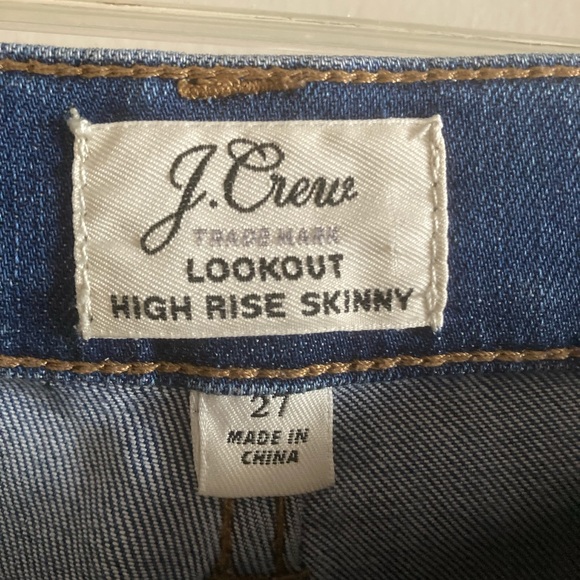 J.Crew
TRADE MARK
LOOKOUT
HIGH RISE SKINNY
27
MADE IN
CHINA